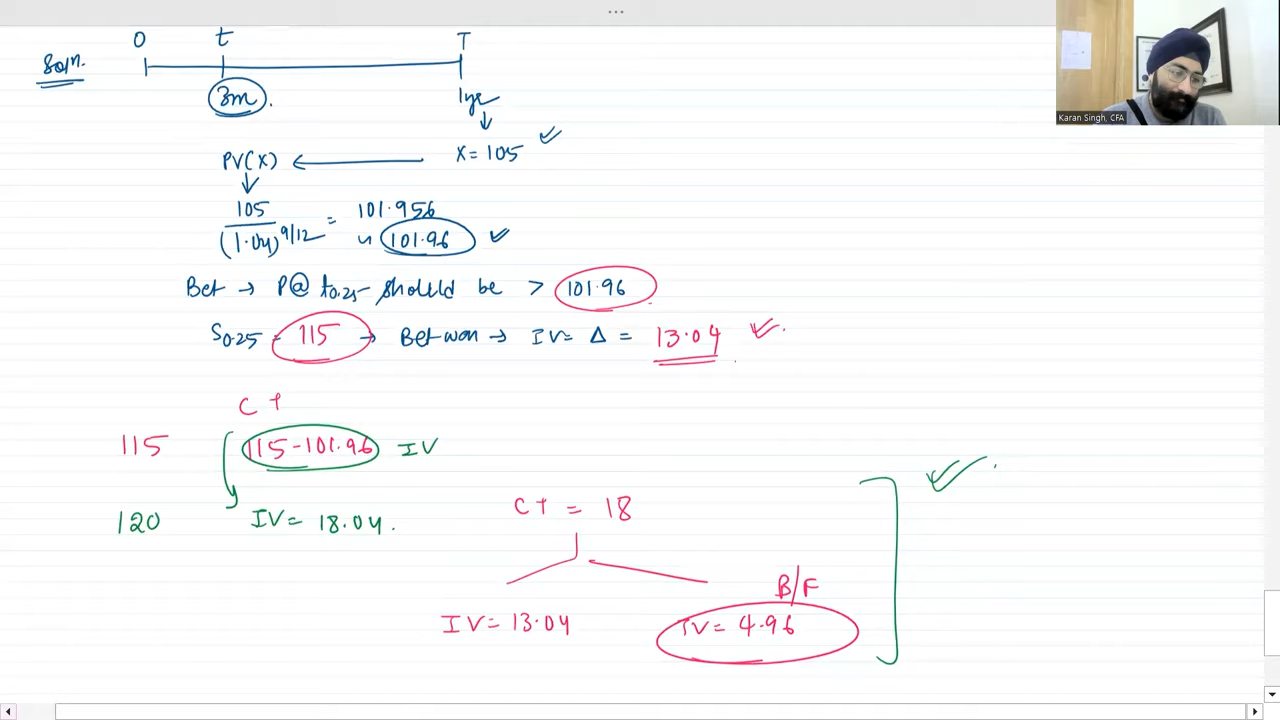 0 t T
Soln.
3m 1yr
PV(X) X = 105
105 / (1.04)^9/12 = 101.956
≈ 101.96
Bet → P@ t0.25 should be > 101.96
S0.25 = 115 → Bet won → IV = Δ = 13.04
C+
115 115-101.96 IV
120 IV = 18.04.
C+ = 18
B/F
IV = 13.04 TV = 4.96
Karan Singh, CFA